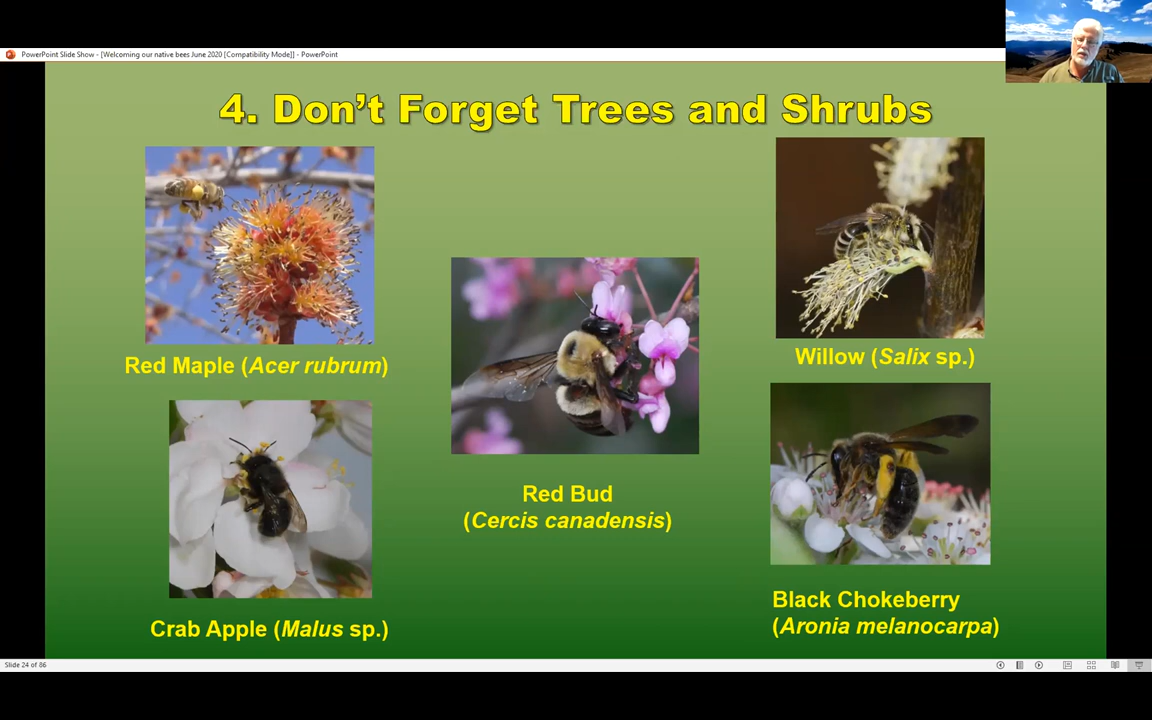 PowerPoint Slide Show - [Welcoming our native bees June 2020 [Compatibility Mode]] - PowerPoint
4. Don't Forget Trees and Shrubs
Red Maple (Acer rubrum)
Willow (Salix sp.)
Red Bud
(Cercis canadensis)
Crab Apple (Malus sp.)
Black Chokeberry
(Aronia melanocarpa)
Slide 24 of 86